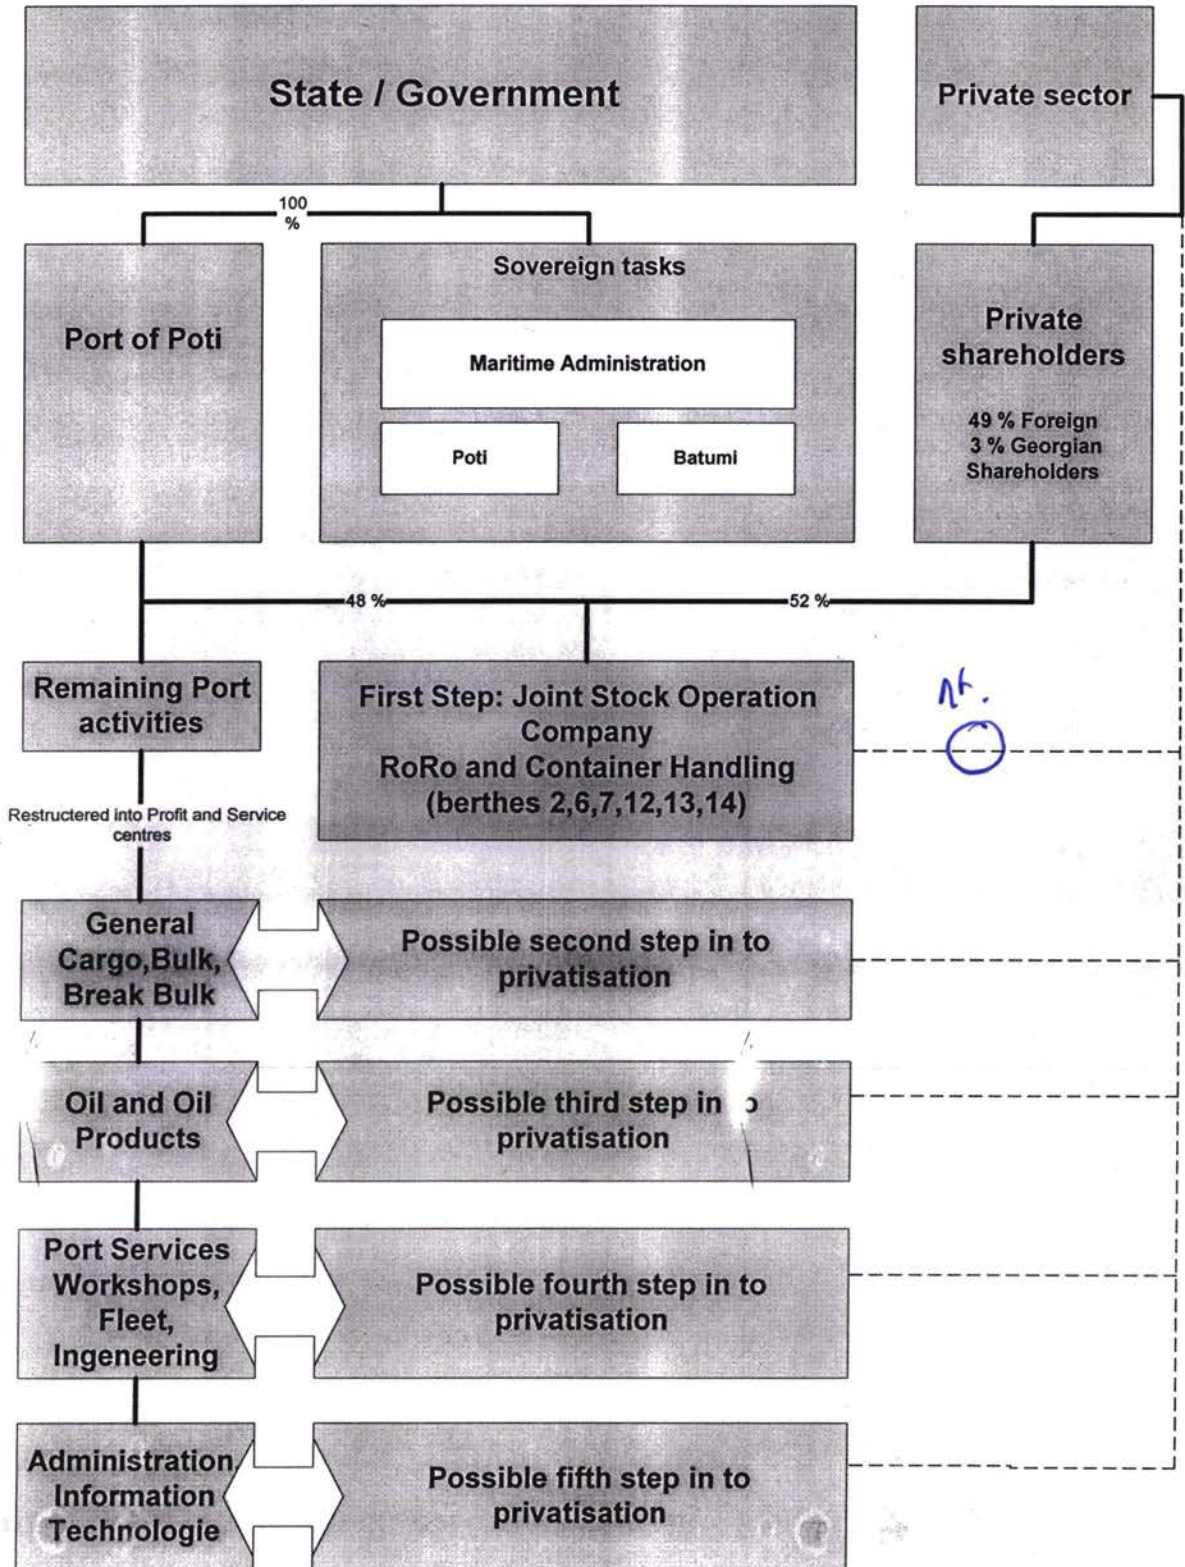 State / Government
Private sector
100
%
Port of Poti
Sovereign tasks
Maritime Administration
Poti
Batumi
Private
shareholders
49 % Foreign
3 % Georgian
Shareholders
48 %
52 %
Remaining Port
activities
First Step: Joint Stock Operation
Company
RoRo and Container Handling
(berthes 2,6,7,12,13,14)
Restructered into Profit and Service
centres
General
Cargo,Bulk,
Break Bulk
Possible second step in to
privatisation
Oil and Oil
Products
Possible third step in
privatisation
Port Services
Workshops,
Fleet,
Ingeneering
Possible fourth step in to
privatisation
Administration
Information
Technologie
Possible fifth step in to
privatisation